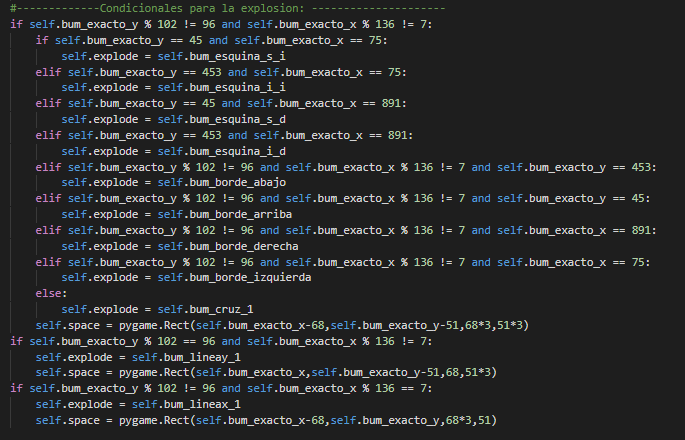 #-------------Condicionales para la explosion: ---------------------
if self.bum_exacto_y % 102 != 96 and self.bum_exacto_x % 136 != 7:
    if self.bum_exacto_y == 45 and self.bum_exacto_x == 75:
        self.explode = self.bum_esquina_s_i
    elif self.bum_exacto_y == 453 and self.bum_exacto_x == 75:
        self.explode = self.bum_esquina_i_i
    elif self.bum_exacto_y == 45 and self.bum_exacto_x == 891:
        self.explode = self.bum_esquina_s_d
    elif self.bum_exacto_y == 453 and self.bum_exacto_x == 891:
        self.explode = self.bum_esquina_i_d
    elif self.bum_exacto_y % 102 != 96 and self.bum_exacto_x % 136 != 7 and self.bum_exacto_y == 453:
        self.explode = self.bum_borde_abajo
    elif self.bum_exacto_y % 102 != 96 and self.bum_exacto_x % 136 != 7 and self.bum_exacto_y == 45:
        self.explode = self.bum_borde_arriba
    elif self.bum_exacto_y % 102 != 96 and self.bum_exacto_x % 136 != 7 and self.bum_exacto_x == 891:
        self.explode = self.bum_borde_derecha
    elif self.bum_exacto_y % 102 != 96 and self.bum_exacto_x % 136 != 7 and self.bum_exacto_x == 75:
        self.explode = self.bum_borde_izquierda
    else:
        self.explode = self.bum_cruz_1
    self.space = pygame.Rect(self.bum_exacto_x-68,self.bum_exacto_y-51,68*3,51*3)
if self.bum_exacto_y % 102 == 96 and self.bum_exacto_x % 136 != 7:
    self.explode = self.bum_lineay_1
    self.space = pygame.Rect(self.bum_exacto_x,self.bum_exacto_y-51,68,51*3)
if self.bum_exacto_y % 102 != 96 and self.bum_exacto_x % 136 == 7:
    self.explode = self.bum_lineax_1
    self.space = pygame.Rect(self.bum_exacto_x-68,self.bum_exacto_y,68*3,51)